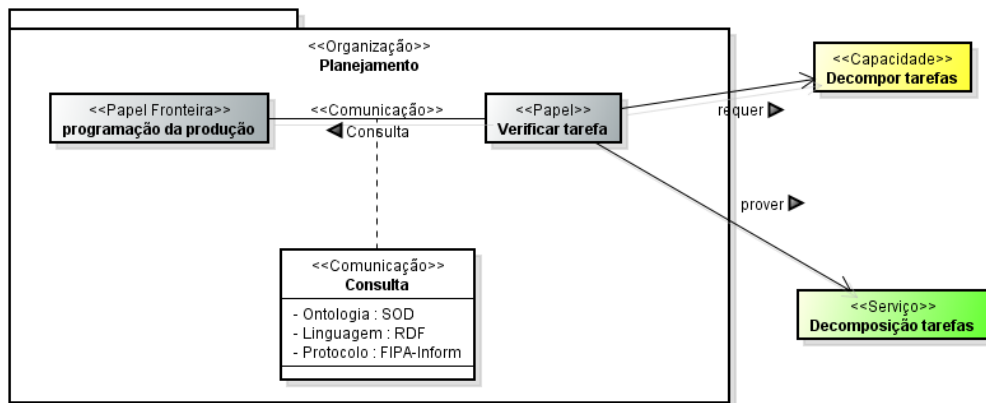 <<Organização>>
Planejamento
<<Papel Fronteira>>
programação da produção
<<Comunicação>>
Consulta
<<Papel>>
Verificar tarefa
<<Capacidade>>
Decompor tarefas
requer
prover
<<Comunicação>>
Consulta
- Ontologia : SOD
- Linguagem : RDF
- Protocolo : FIPA-Inform
<<Serviço>>
Decomposição tarefas